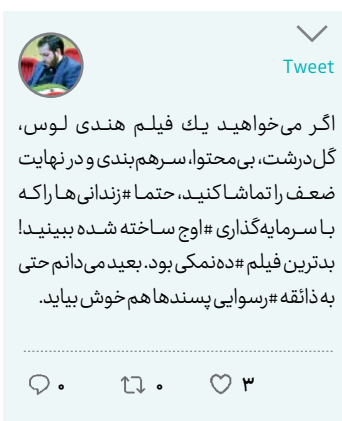 Tweet
اگر می‌خواهید یك فیلم هندی لوس،
گل‌درشت، بی‌محتوا، سرهم‌بندی و در نهایت
ضعف را تماشا کنید، حتما #زندانی‌ها را که
با سرمایه‌گذاری #اوج ساخته شده ببینید!
بدترین فیلم #ده‌نمکی بود. بعید می‌دانم حتی
به ذائقه #رسوایی پسندها هم خوش بیاید.
۰ ۰ ۳